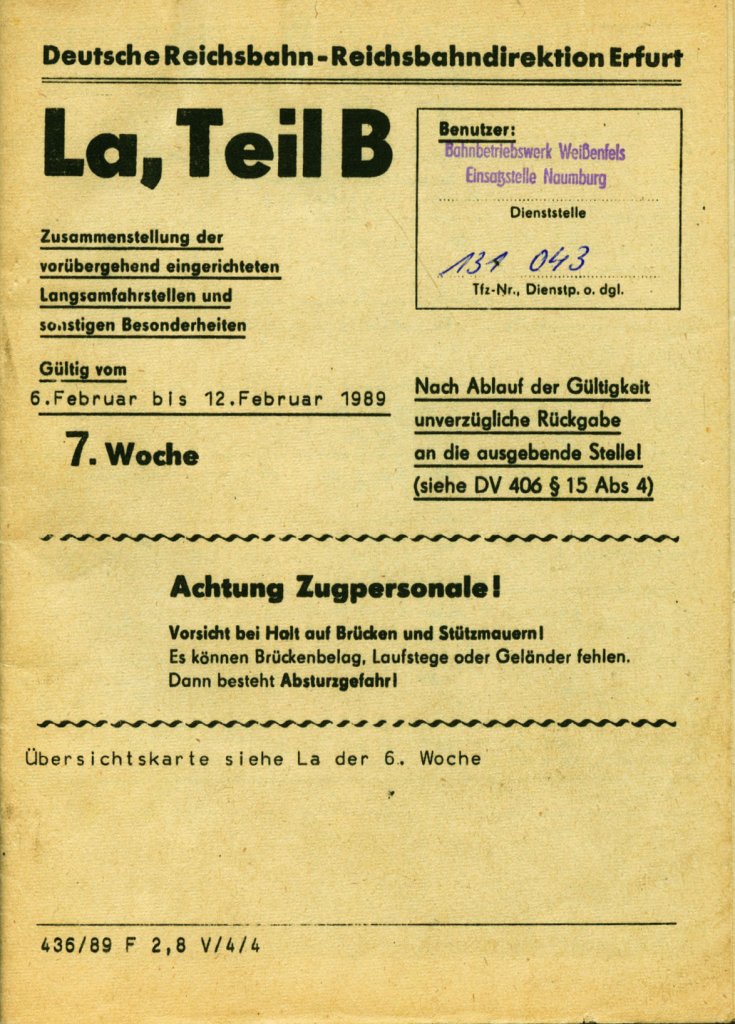 Deutsche Reichsbahn-Reichsbahndirektion Erfurt
La, Teil B
Benutzer:
Bahnbetriebswerk Weißenfels
Einsatzstelle Naumburg
Dienststelle
131 043
Tfz-Nr., Dienstp. o. dgl.
Zusammenstellung der
vorübergehend eingerichteten
Langsamfahrstellen und
sonstigen Besonderheiten
Gültig vom
6.Februar bis 12.Februar 1989
7. Woche
Nach Ablauf der Gültigkeit
unverzügliche Rückgabe
an die ausgebende Stelle!
(siehe DV 406 § 15 Abs 4)
Achtung Zugpersonale!
Vorsicht bei Halt auf Brücken und Stützmauern!
Es können Brückenbelag, Laufstege oder Geländer fehlen.
Dann besteht Absturzgefahr!
Übersichtskarte siehe La der 6. Woche
436/89 F 2,8 V/4/4